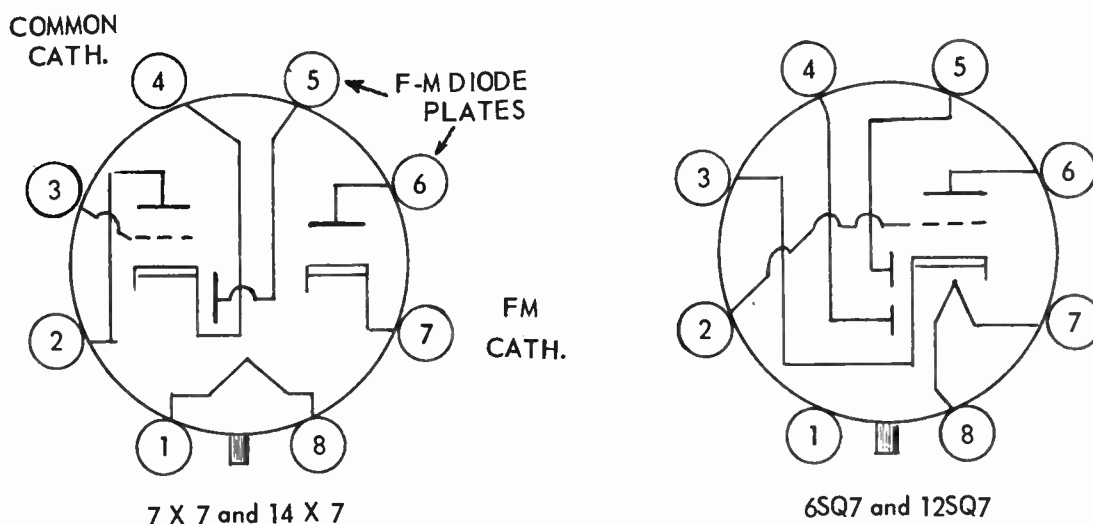 COMMON
CATH.
4
5
F-M DIODE
PLATES
3
6
2
7
FM
CATH.
1
8
7 X 7 and 14 X 7
4
5
3
6
2
7
1
8
6SQ7 and 12SQ7